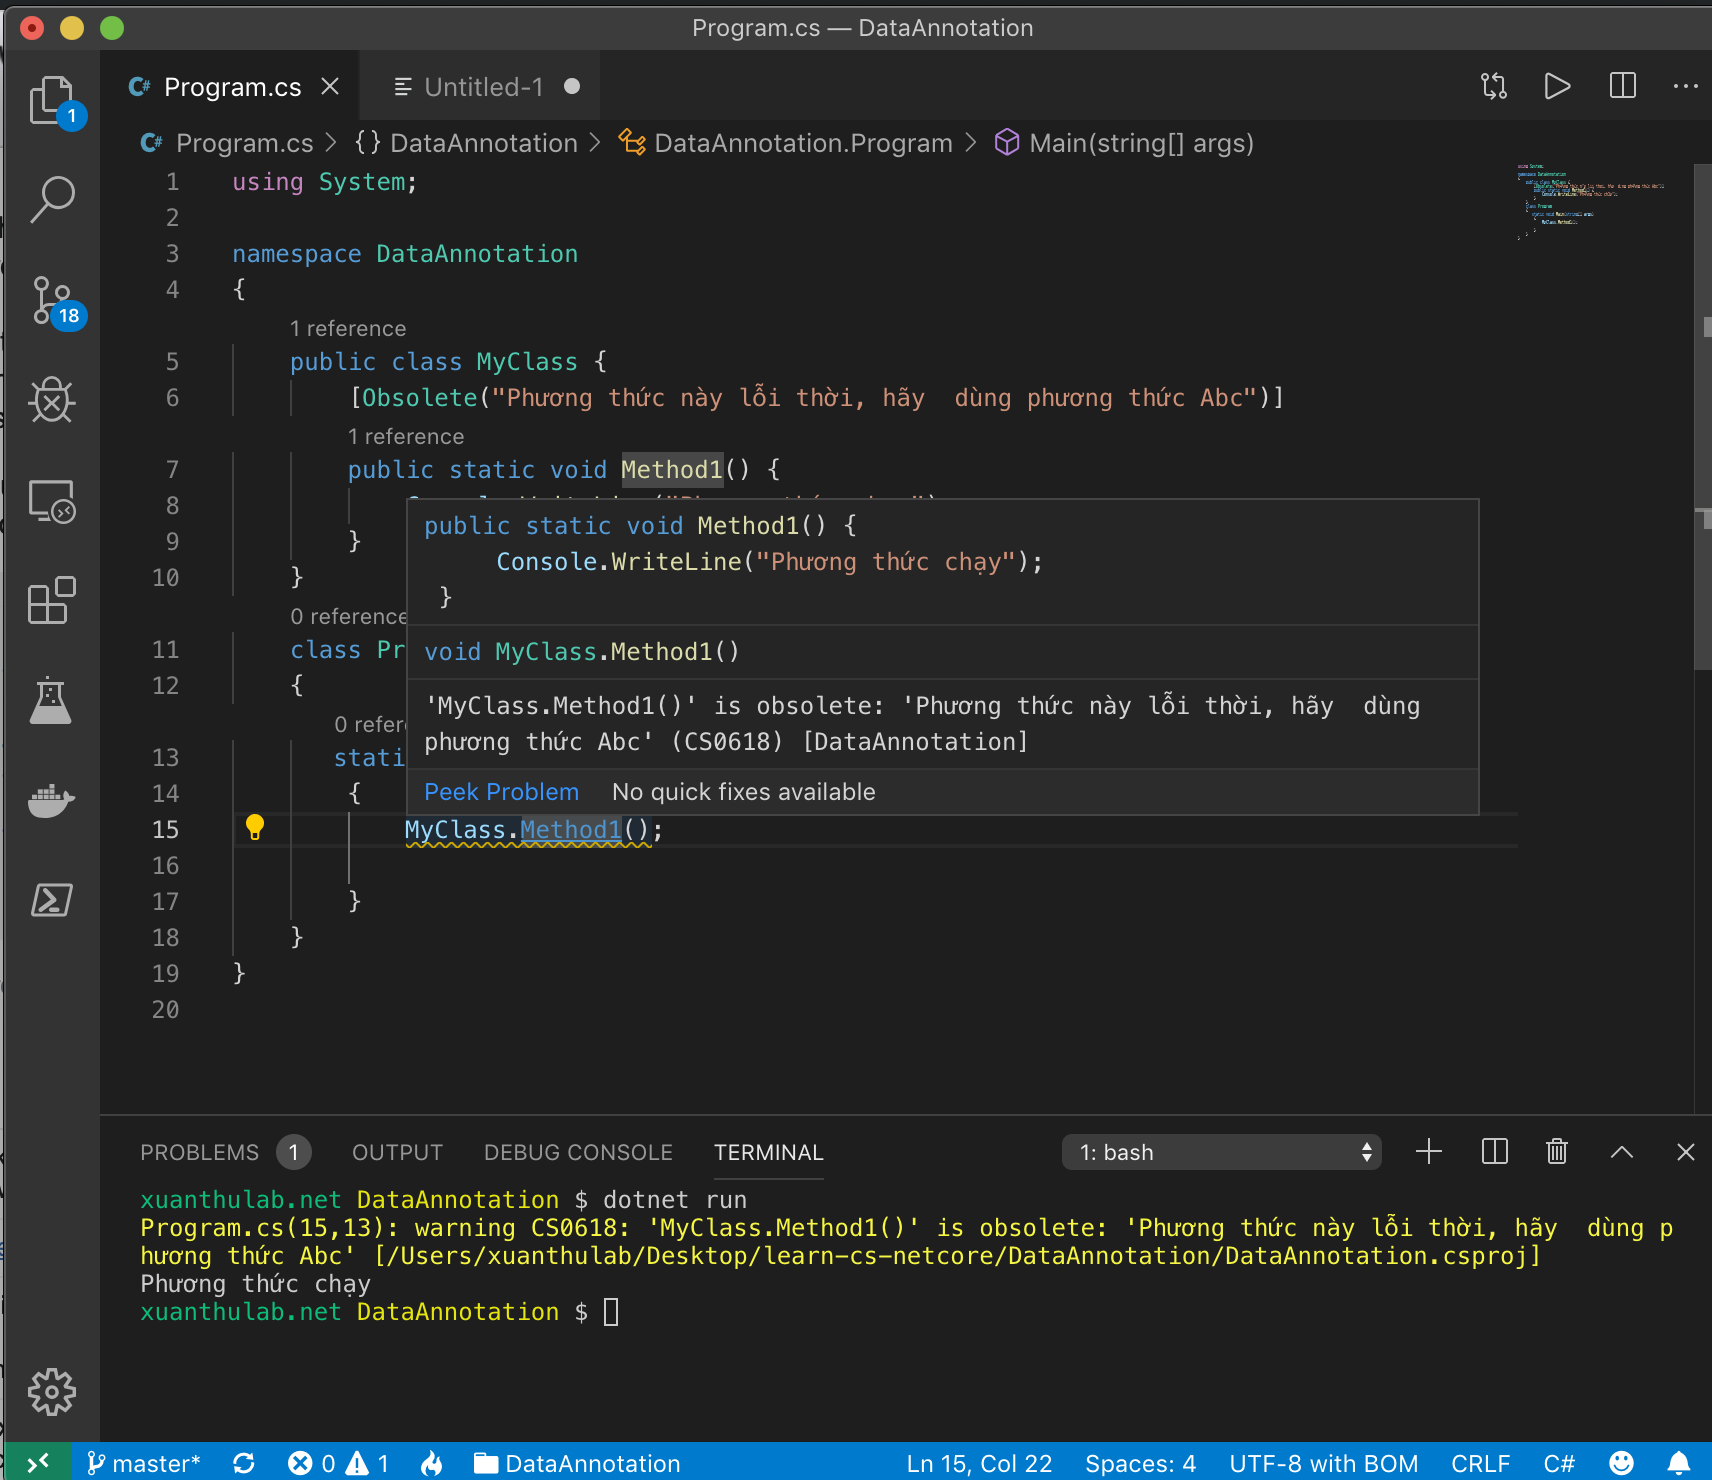 Program.cs — DataAnnotation
Program.cs
Untitled-1
Program.cs > {} DataAnnotation > DataAnnotation.Program > Main(string[] args)
1
18
1 using System;
2
3 namespace DataAnnotation
4 {
1 reference
5 public class MyClass {
6 [Obsolete("Phương thức này lỗi thời, hãy  dùng phương thức Abc")]
1 reference
7 public static void Method1() {
8
9 }
10 }
0 reference
11 class Pr
12 {
0 refer
13 stati
14 {
15 MyClass.Method1();
16
17 }
18 }
19 }
20
public static void Method1() {
Console.WriteLine("Phương thức chạy");
}
void MyClass.Method1()
'MyClass.Method1()' is obsolete: 'Phương thức này lỗi thời, hãy  dùng
phương thức Abc' (CS0618) [DataAnnotation]
Peek Problem No quick fixes available
PROBLEMS 1 OUTPUT DEBUG CONSOLE TERMINAL 1: bash
xuanthulab.net DataAnnotation $ dotnet run
Program.cs(15,13): warning CS0618: 'MyClass.Method1()' is obsolete: 'Phương thức này lỗi thời, hãy  dùng p
hương thức Abc' [/Users/xuanthulab/Desktop/learn-cs-netcore/DataAnnotation/DataAnnotation.csproj]
Phương thức chạy
xuanthulab.net DataAnnotation $
master* 0 1 DataAnnotation Ln 15, Col 22 Spaces: 4 UTF-8 with BOM CRLF C#